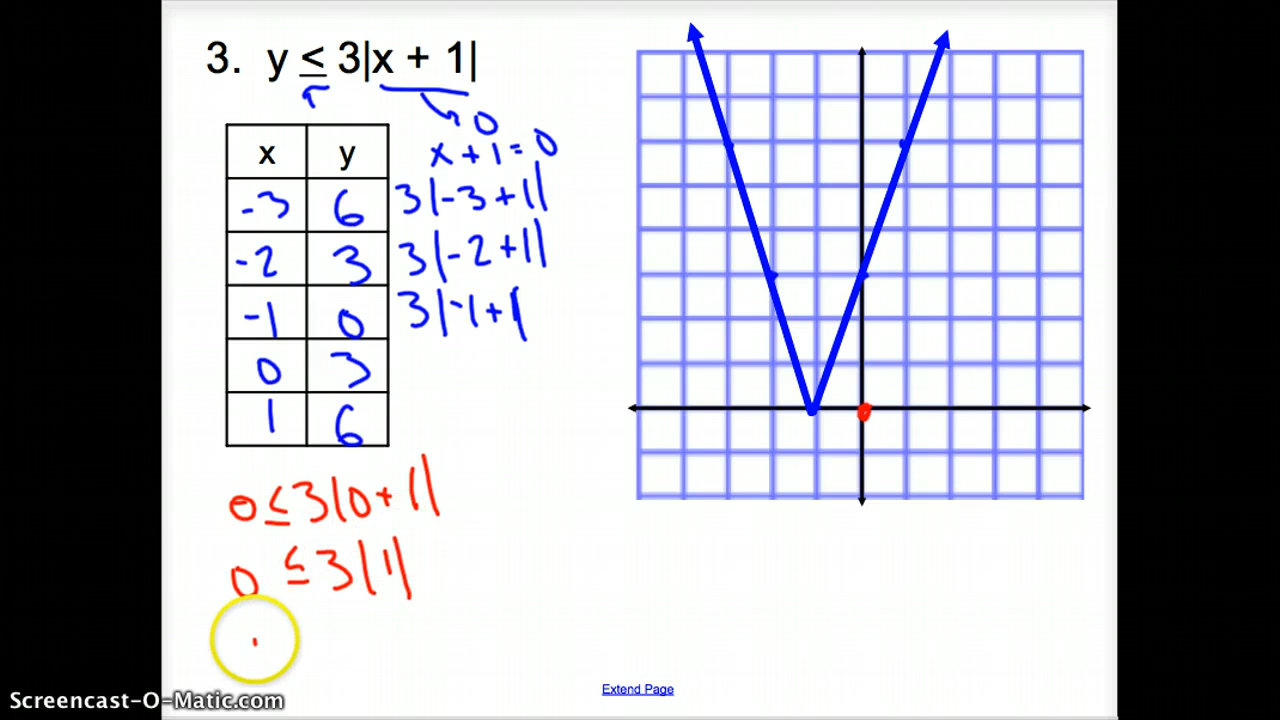 3. y ≤ 3|x + 1|
0
x + 1 = 0
x y
-3 6 3|-3+1|
-2 3 3|-2+1|
-1 0 3|-1+1
0 3
1 6
0 ≤ 3|0+1|
0 ≤ 3|1|
Extend Page
Screencast-O-Matic.com